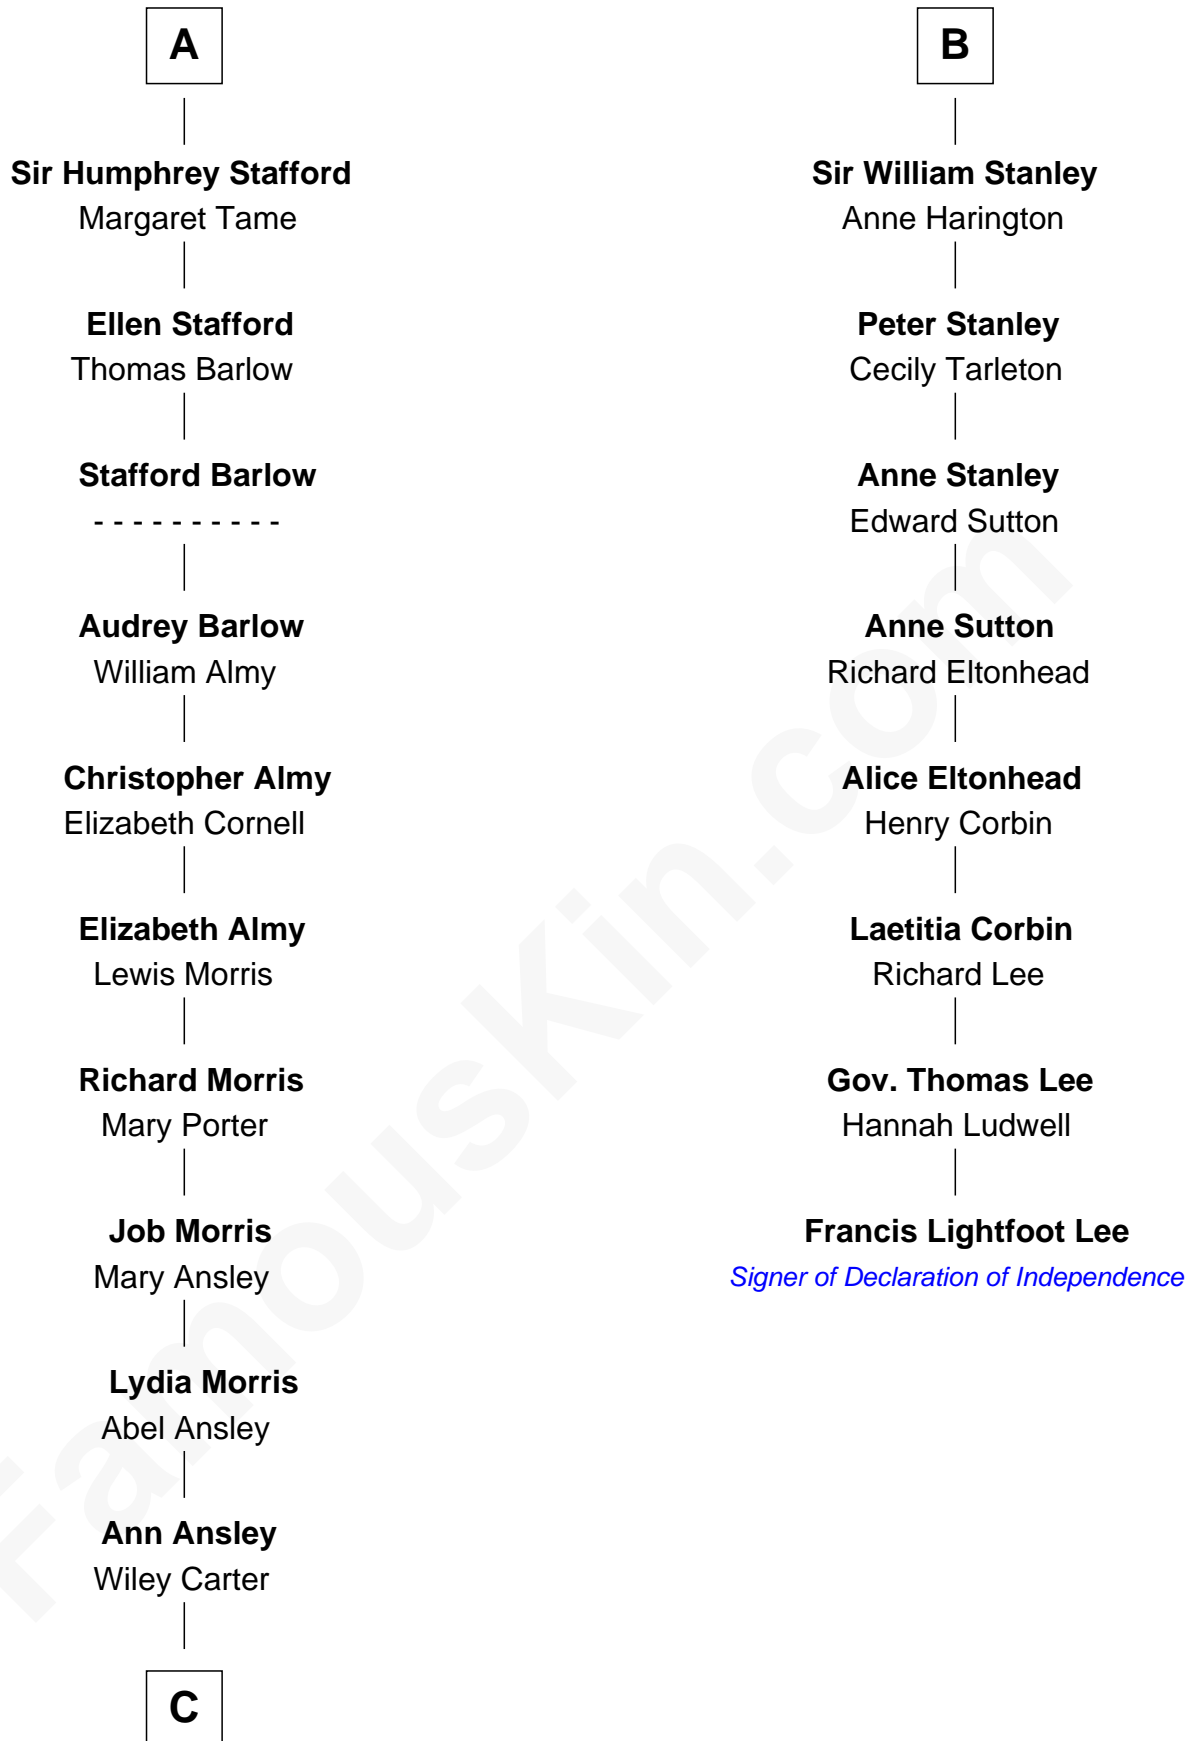 A
Sir Humphrey Stafford
Margaret Tame
Ellen Stafford
Thomas Barlow
Stafford Barlow
- - - - - - - - - -
Audrey Barlow
William Almy
Christopher Almy
Elizabeth Cornell
Elizabeth Almy
Lewis Morris
Richard Morris
Mary Porter
Job Morris
Mary Ansley
Lydia Morris
Abel Ansley
Ann Ansley
Wiley Carter
C
B
Sir William Stanley
Anne Harington
Peter Stanley
Cecily Tarleton
Anne Stanley
Edward Sutton
Anne Sutton
Richard Eltonhead
Alice Eltonhead
Henry Corbin
Laetitia Corbin
Richard Lee
Gov. Thomas Lee
Hannah Ludwell
Francis Lightfoot Lee
Signer of Declaration of Independence
FamousKin.com